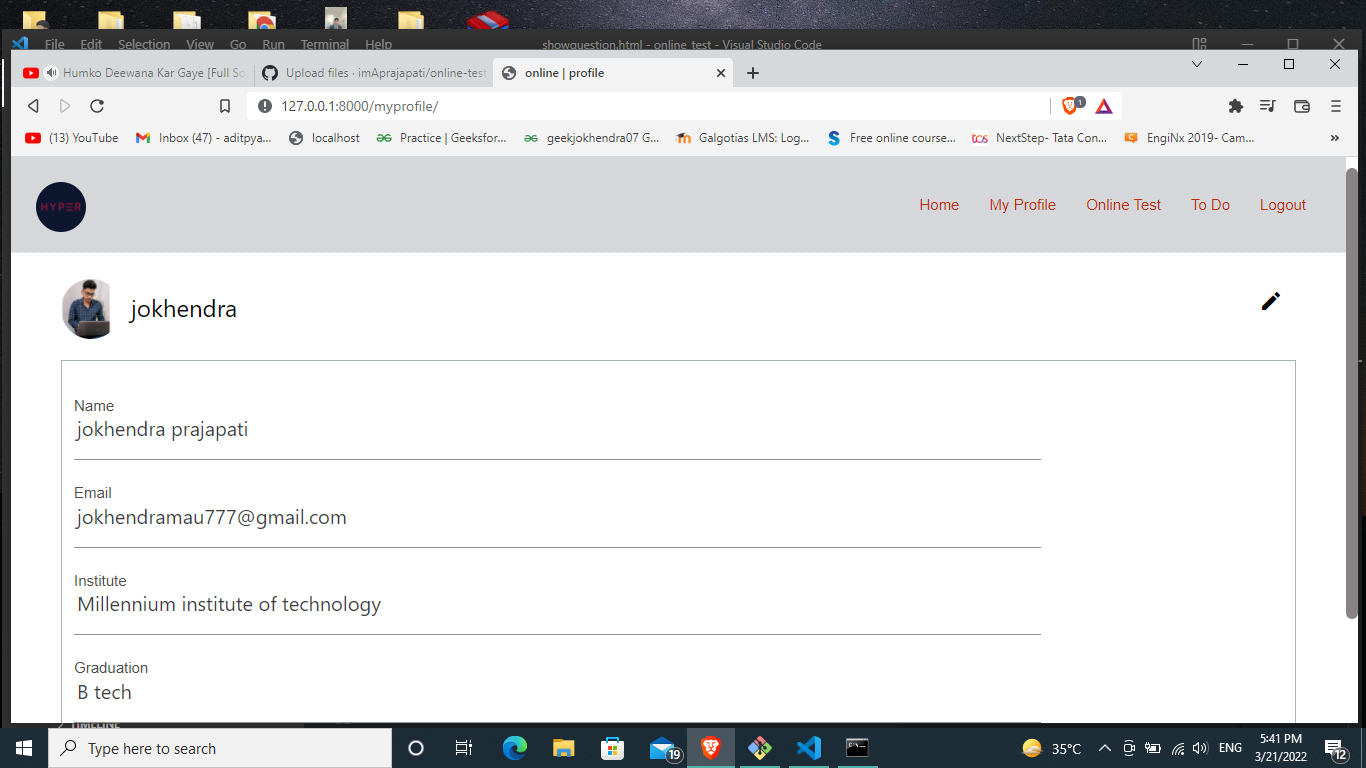 File Edit Selection View Go Run Terminal Help showquestion.html - online_test - Visual Studio Code
Humko Deewana Kar Gaye [Full So Upload files · imAprajapati/online-test online | profile
127.0.0.1:8000/myprofile/ 1
(13) YouTube Inbox (47) - aditpya... localhost Practice | Geeksfor... geekjokhendra07 G... Galgotias LMS: Log... Free online course... tcs NextStep- Tata Con... EngiNx 2019- Cam... »
HYPER Home My Profile Online Test To Do Logout
jokhendra
Name
jokhendra prajapati
Email
jokhendramau777@gmail.com
Institute
Millennium institute of technology
Graduation
B tech
TIMELINE
Type here to search 19 35°C ENG 5:41 PM 12
3/21/2022